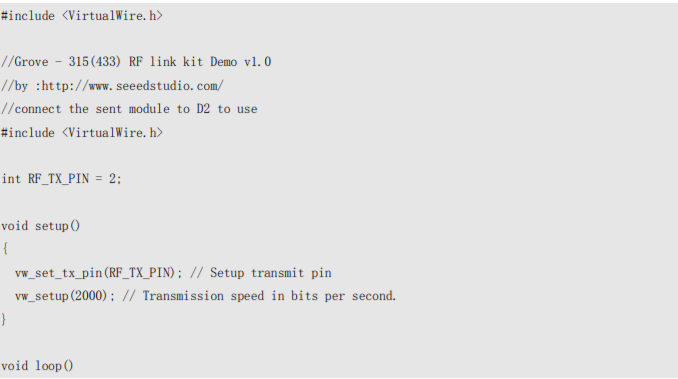 #include <VirtualWire.h>
//Grove - 315(433) RF link kit Demo v1.0
//by :http://www.seeedstudio.com/
//connect the sent module to D2 to use
#include <VirtualWire.h>
int RF_TX_PIN = 2;
void setup()
{
  vw_set_tx_pin(RF_TX_PIN); // Setup transmit pin
  vw_setup(2000); // Transmission speed in bits per second.
}
void loop()